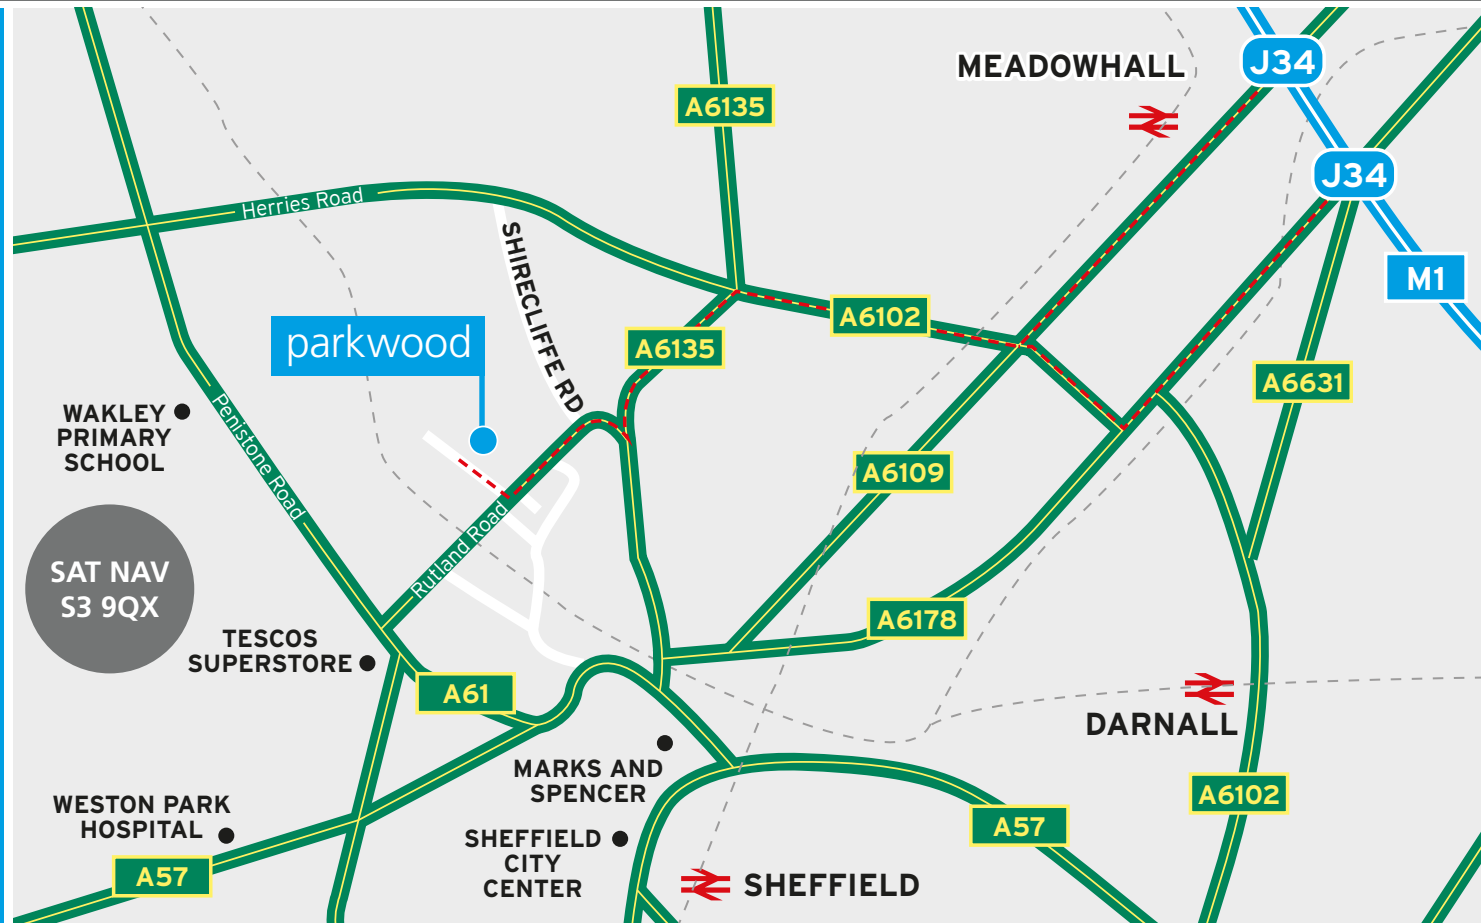 MEADOWHALL
J34
A6135
J34
Herries Road
SHIRECLIFFE RD
M1
A6102
parkwood
A6135
A6631
WAKLEY
PRIMARY
SCHOOL
Penistone Road
A6109
Rutland Road
SAT NAV
S3 9QX
A6178
TESCOS
SUPERSTORE
A61
DARNALL
MARKS AND
SPENCER
A6102
WESTON PARK
HOSPITAL
A57
SHEFFIELD
CITY
CENTER
A57
SHEFFIELD